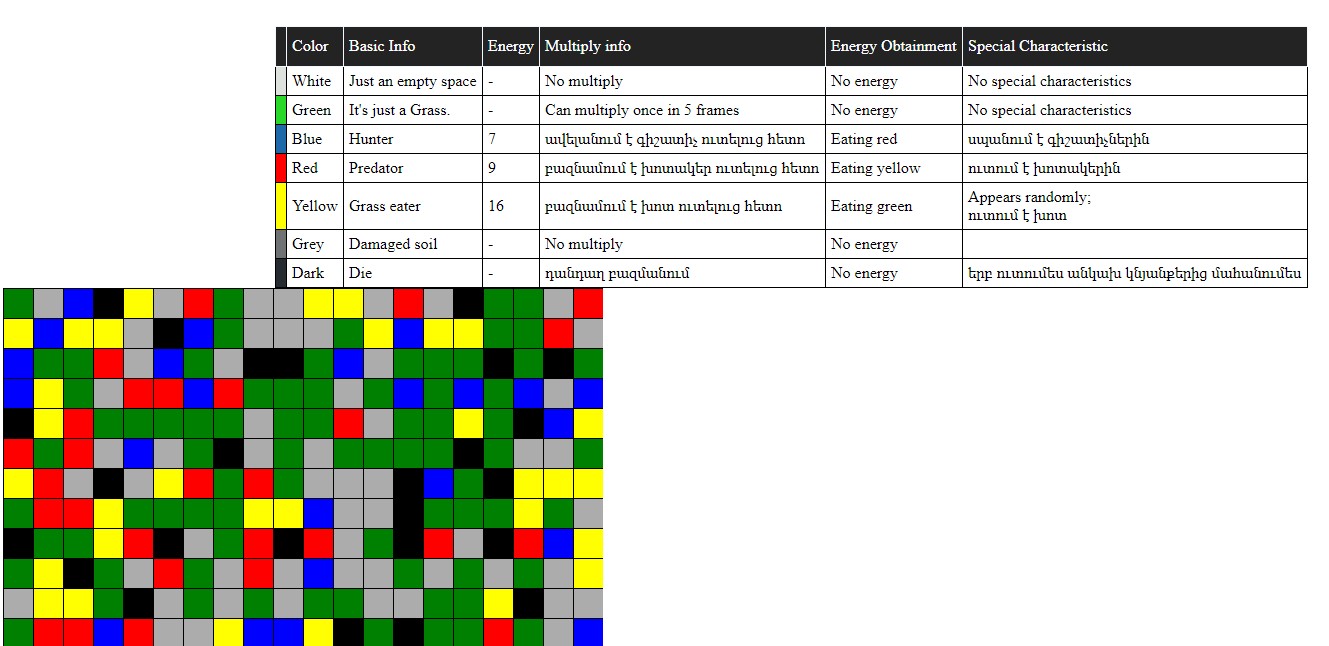 Color Basic Info Energy Multiply info Energy Obtainment Special Characteristic
White Just an empty space - No multiply No energy No special characteristics
Green It's just a Grass. - Can multiply once in 5 frames No energy No special characteristics
Blue Hunter 7 ավելանում է գիշատիչ ուտելուց հետո Eating red սպանում է գիշատիչներին
Red Predator 9 բազնամում է խոտակեր ուտելուց հետո Eating yellow ուտում է խոտակերին
Yellow Grass eater 16 բազնամում է խոտ ուտելուց հետո Eating green Appears randomly;
ուտում է խոտ
Grey Damaged soil - No multiply No energy
Dark Die - դանդաղ բազմանում No energy երբ ուտումես անկախ կնյանքերից մահանումես